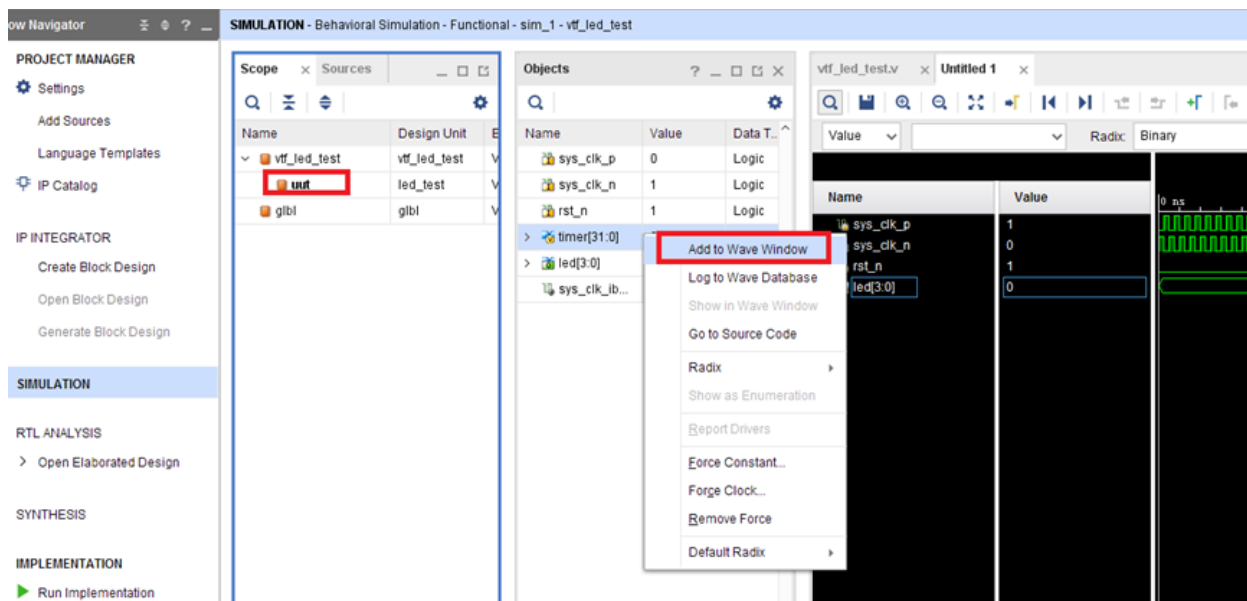 ow Navigator
?
SIMULATION - Behavioral Simulation - Functional - sim_1 - vtf_led_test
PROJECT MANAGER
Settings
Add Sources
Language Templates
IP Catalog
IP INTEGRATOR
Create Block Design
Open Block Design
Generate Block Design
SIMULATION
RTL ANALYSIS
Open Elaborated Design
SYNTHESIS
IMPLEMENTATION
Run Implementation
Scope Sources
Name Design Unit E
vtf_led_test vtf_led_test V
uut led_test V
glbl glbl V
Objects ?
Name Value Data T...
sys_clk_p 0 Logic
sys_clk_n 1 Logic
rst_n 1 Logic
timer[31:0]
led[3:0]
sys_clk_ib...
Add to Wave Window
Log to Wave Database
Show in Wave Window
Go to Source Code
Radix
Show as Enumeration
Report Drivers
Force Constant...
Force Clock...
Remove Force
Default Radix
vtf_led_test.v Untitled 1
Value Radix: Binary
Name Value
0 ns
sys_clk_p 1
sys_clk_n 0
rst_n 1
led[3:0] 0